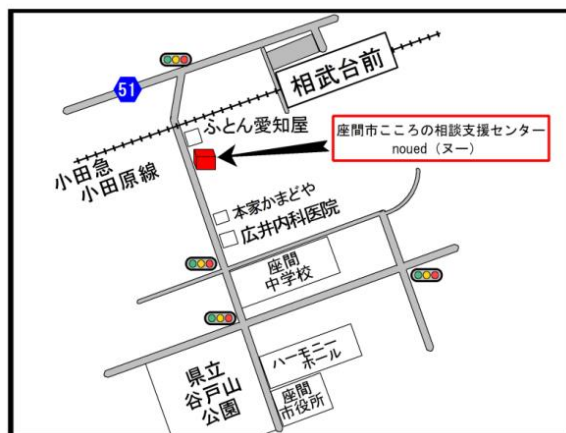 51
相武台前
ふとん愛知屋
座間市こころの相談支援センター
noued（ヌー）
小田急
小田原線
本家かまどや
広井内科医院
座間
中学校
ハーモニー
ホール
県立
谷戸山
公園
座間
市役所